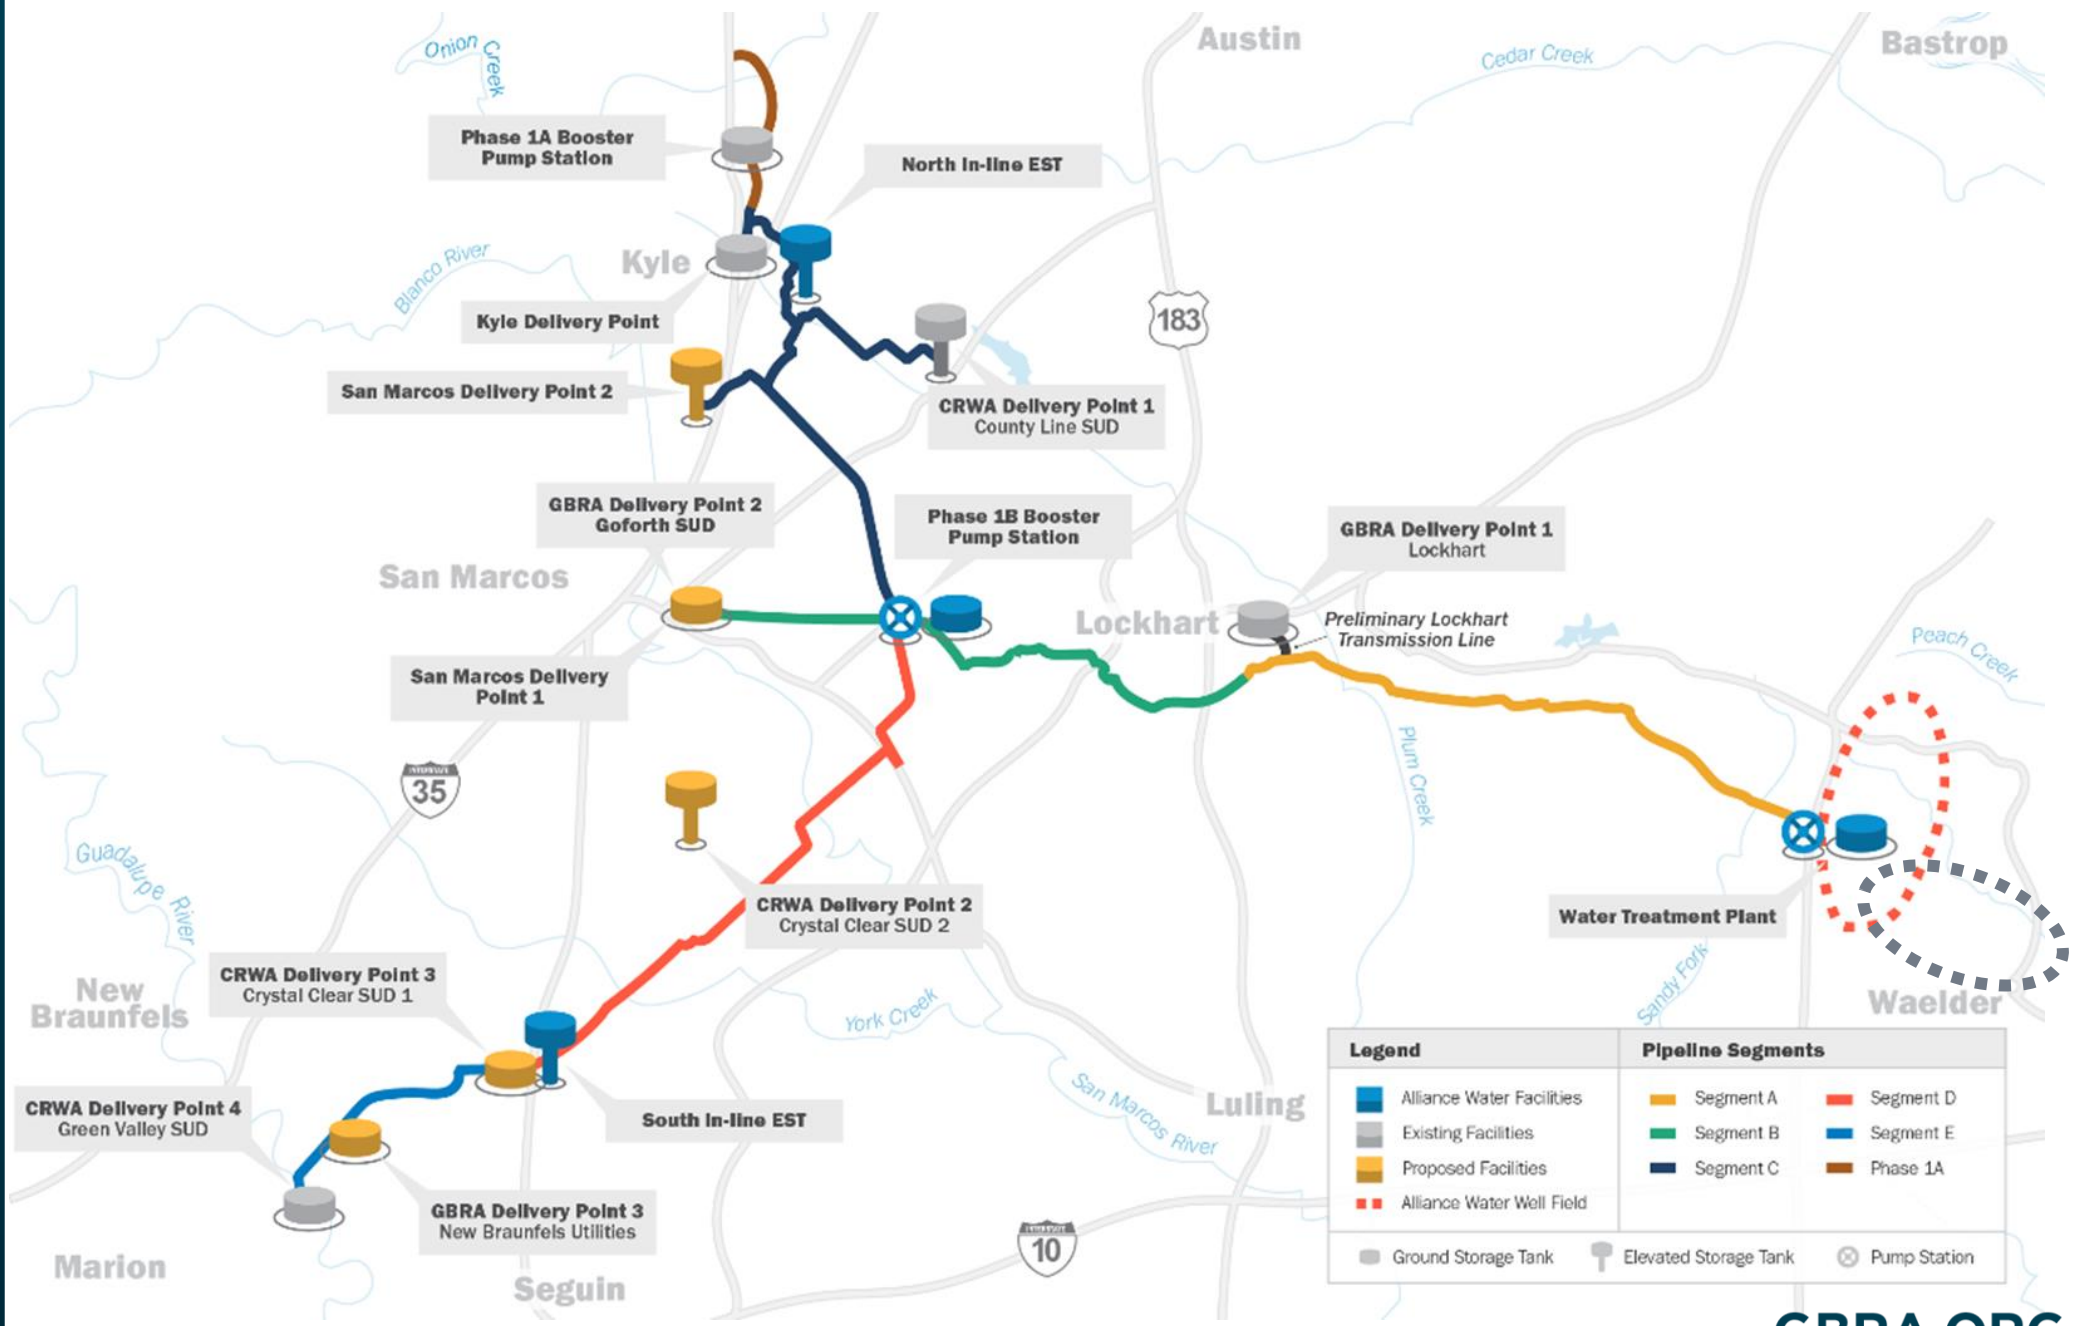 Onion Creek
Austin
Cedar Creek
Bastrop
Phase 1A Booster
Pump Station
North In-line EST
Kyle
Blanco River
Kyle Delivery Point
183
San Marcos Delivery Point 2
CRWA Delivery Point 1
County Line SUD
GBRA Delivery Point 2
Goforth SUD
Phase 1B Booster
Pump Station
GBRA Delivery Point 1
Lockhart
San Marcos
Lockhart
Preliminary Lockhart
Transmission Line
Peach Creek
San Marcos Delivery
Point 1
Plum Creek
INTERSTATE
35
Guadalupe River
CRWA Delivery Point 2
Crystal Clear SUD 2
Water Treatment Plant
CRWA Delivery Point 3
Crystal Clear SUD 1
New
Braunfels
York Creek
Sandy Fork
Waelder
CRWA Delivery Point 4
Green Valley SUD
South In-line EST
San Marcos River
Luling
GBRA Delivery Point 3
New Braunfels Utilities
Marion
Seguin
INTERSTATE
10
Legend
Alliance Water Facilities
Existing Facilities
Proposed Facilities
Alliance Water Well Field
Pipeline Segments
Segment A
Segment B
Segment C
Segment D
Segment E
Phase 1A
Ground Storage Tank
Elevated Storage Tank
Pump Station
GBRA.ORG